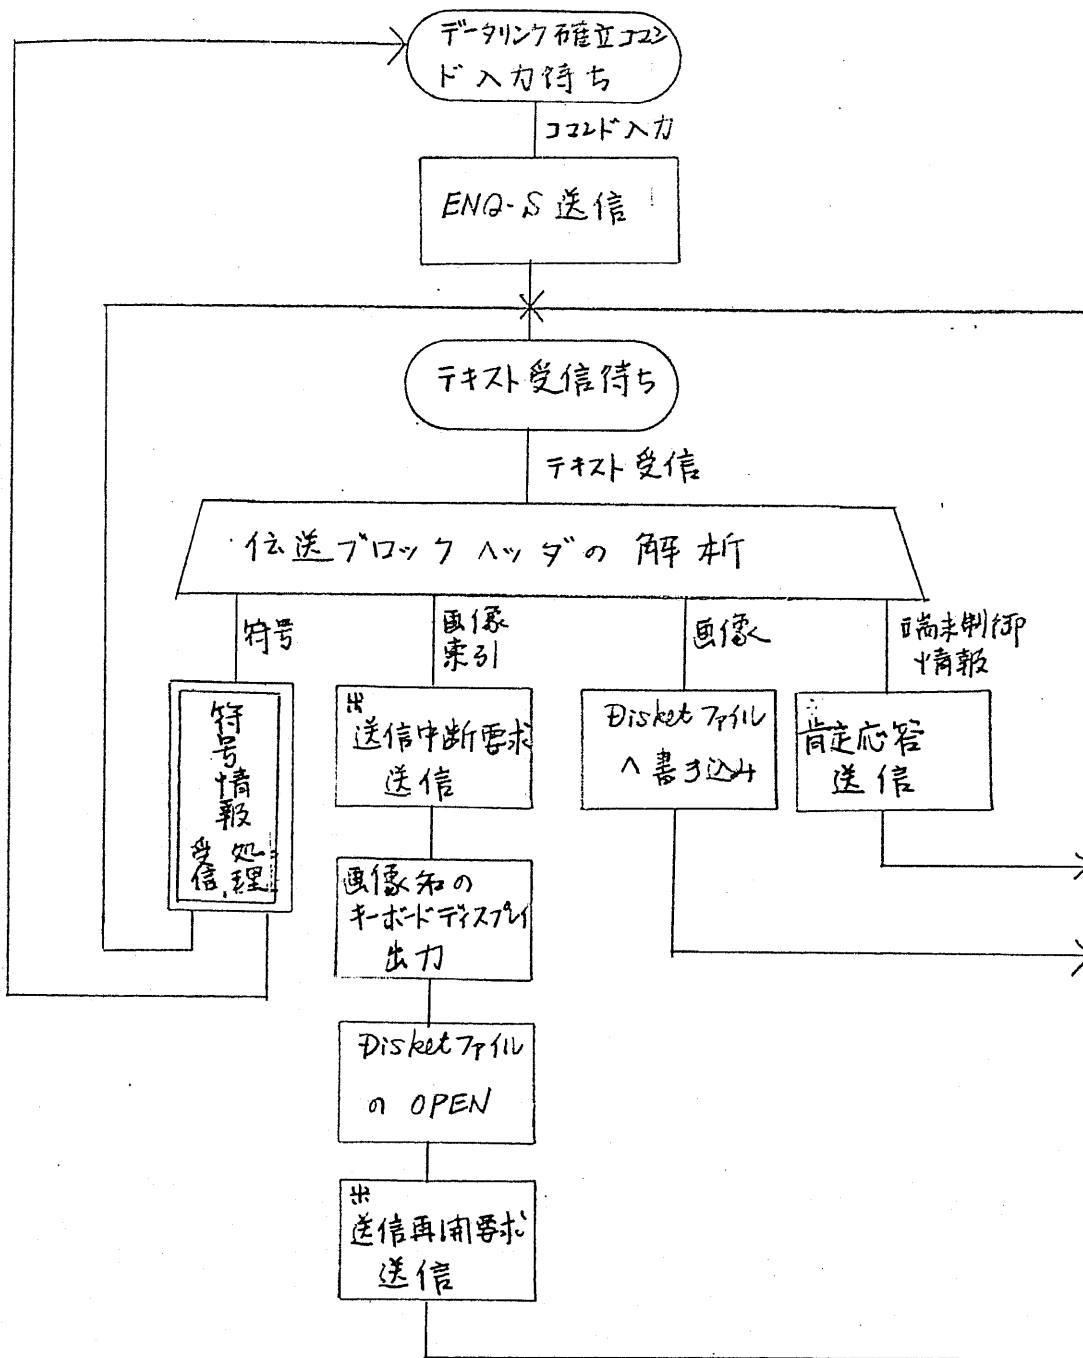 データリンク確立コマン
ド入力待ち
コマンド入力
ENQ-S 送信
テキスト受信待ち
テキスト受信
伝送ブロックヘッダの解析
符号
画像
索引
画像
端末制御
情報
符号情報
受信処理
※
送信中断要求
送信
Disketファイル
へ書き込み
肯定応答
送信
画像名の
キーボードディスプレイ
出力
Disketファイル
の OPEN
※
送信再開要求
送信